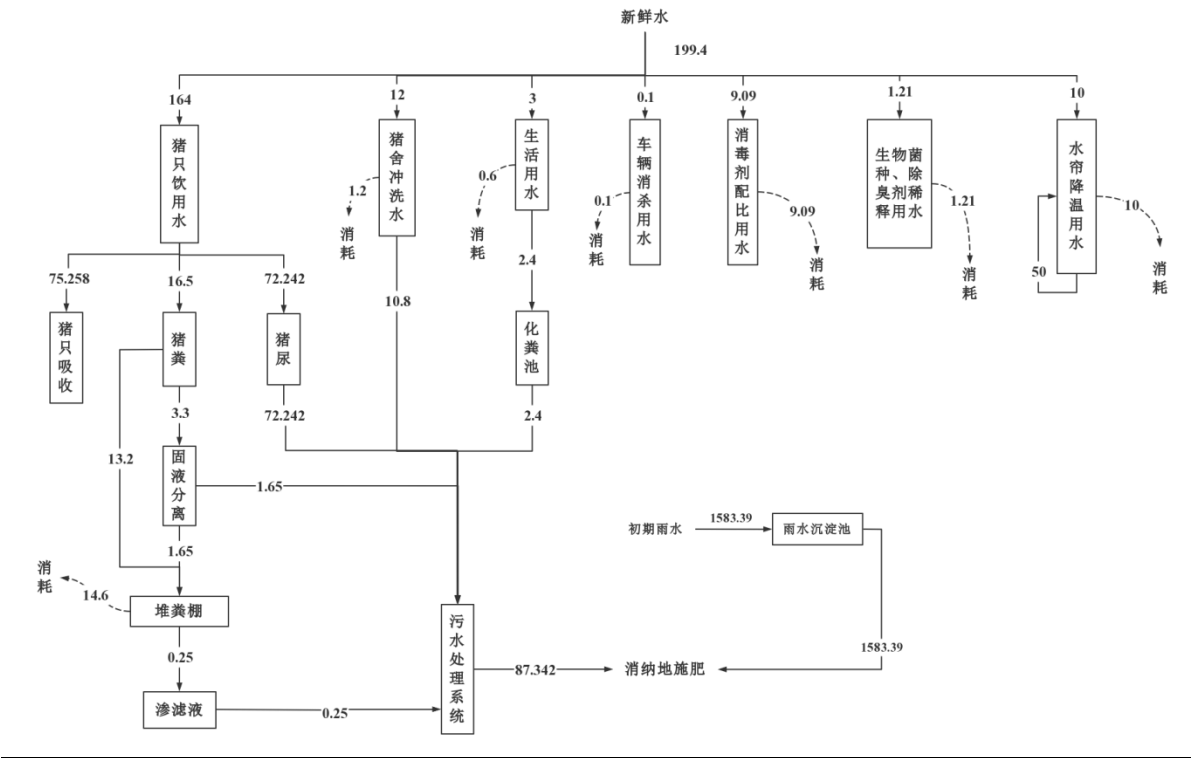 新鲜水
199.4
164
12
3
0.1
9.09
1.21
10
猪只饮用水
猪舍冲洗水
生活用水
车辆消杀用水
消毒剂配比用水
生物菌
种、除
臭剂稀
释用水
水帘降温用水
1.2
消耗
0.6
消耗
0.1
消耗
9.09
消耗
1.21
消耗
10
消耗
50
75.258
16.5
72.242
10.8
2.4
猪只吸收
猪粪
猪尿
化粪池
3.3
72.242
2.4
13.2
固液分离
1.65
1.65
初期雨水
1583.39
雨水沉淀池
消耗
14.6
堆粪棚
0.25
污水处理系统
87.342
消纳地施肥
1583.39
渗滤液
0.25